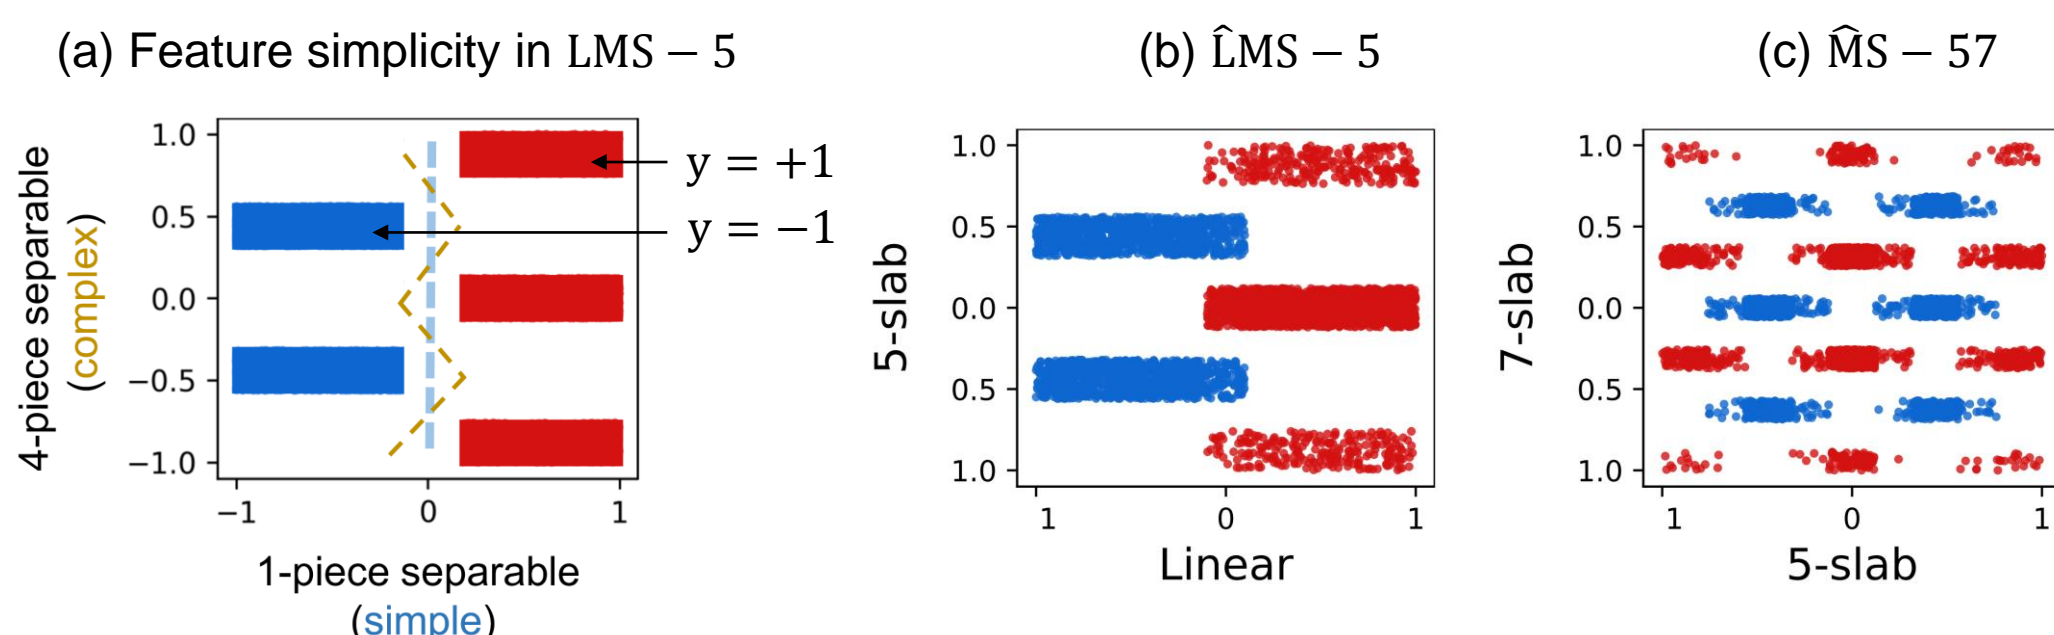 (a) Feature simplicity in LMS − 5
4-piece separable
(complex)
1.0
0.5
0.0
−0.5
−1.0
−1
0
1
1-piece separable
(simple)
y = +1
y = −1
(b) L̂MS − 5
5-slab
1.0
0.5
0.0
0.5
1.0
1
0
1
Linear
(c) M̂S − 57
7-slab
1.0
0.5
0.0
0.5
1.0
1
0
1
5-slab